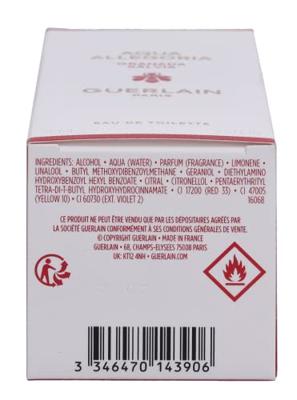 AQUA
ALLEGORIA
GRANADA
SALVIA
GUERLAIN
PARIS
EAU DE TOILETTE
INGREDIENTS: ALCOHOL • AQUA (WATER) • PARFUM (FRAGRANCE) • LIMONENE •
LINALOOL • BUTYL METHOXYDIBENZOYLMETHANE • GERANIOL • DIETHYLAMINO
HYDROXYBENZOYL HEXYL BENZOATE • CITRAL • CITRONELLOL • PENTAERYTHRITYL
TETRA-DI-T-BUTYL HYDROXYHYDROCINNAMATE • CI 17200 (RED 33) • CI 47005
(YELLOW 10) • CI 60730 (EXT. VIOLET 2)
16068
CE PRODUIT NE PEUT ÊTRE VENDU QUE PAR LES DÉPOSITAIRES AGRÉÉS PAR
LA SOCIÉTÉ GUERLAIN CONFORMÉMENT À SES CONDITIONS GÉNÉRALES DE VENTE.
© COPYRIGHT GUERLAIN • MADE IN FRANCE
GUERLAIN • 68, CHAMPS-ELYSEES 75008 PARIS
UK: KT12 4NH • GUERLAIN.COM
3 346470 143906